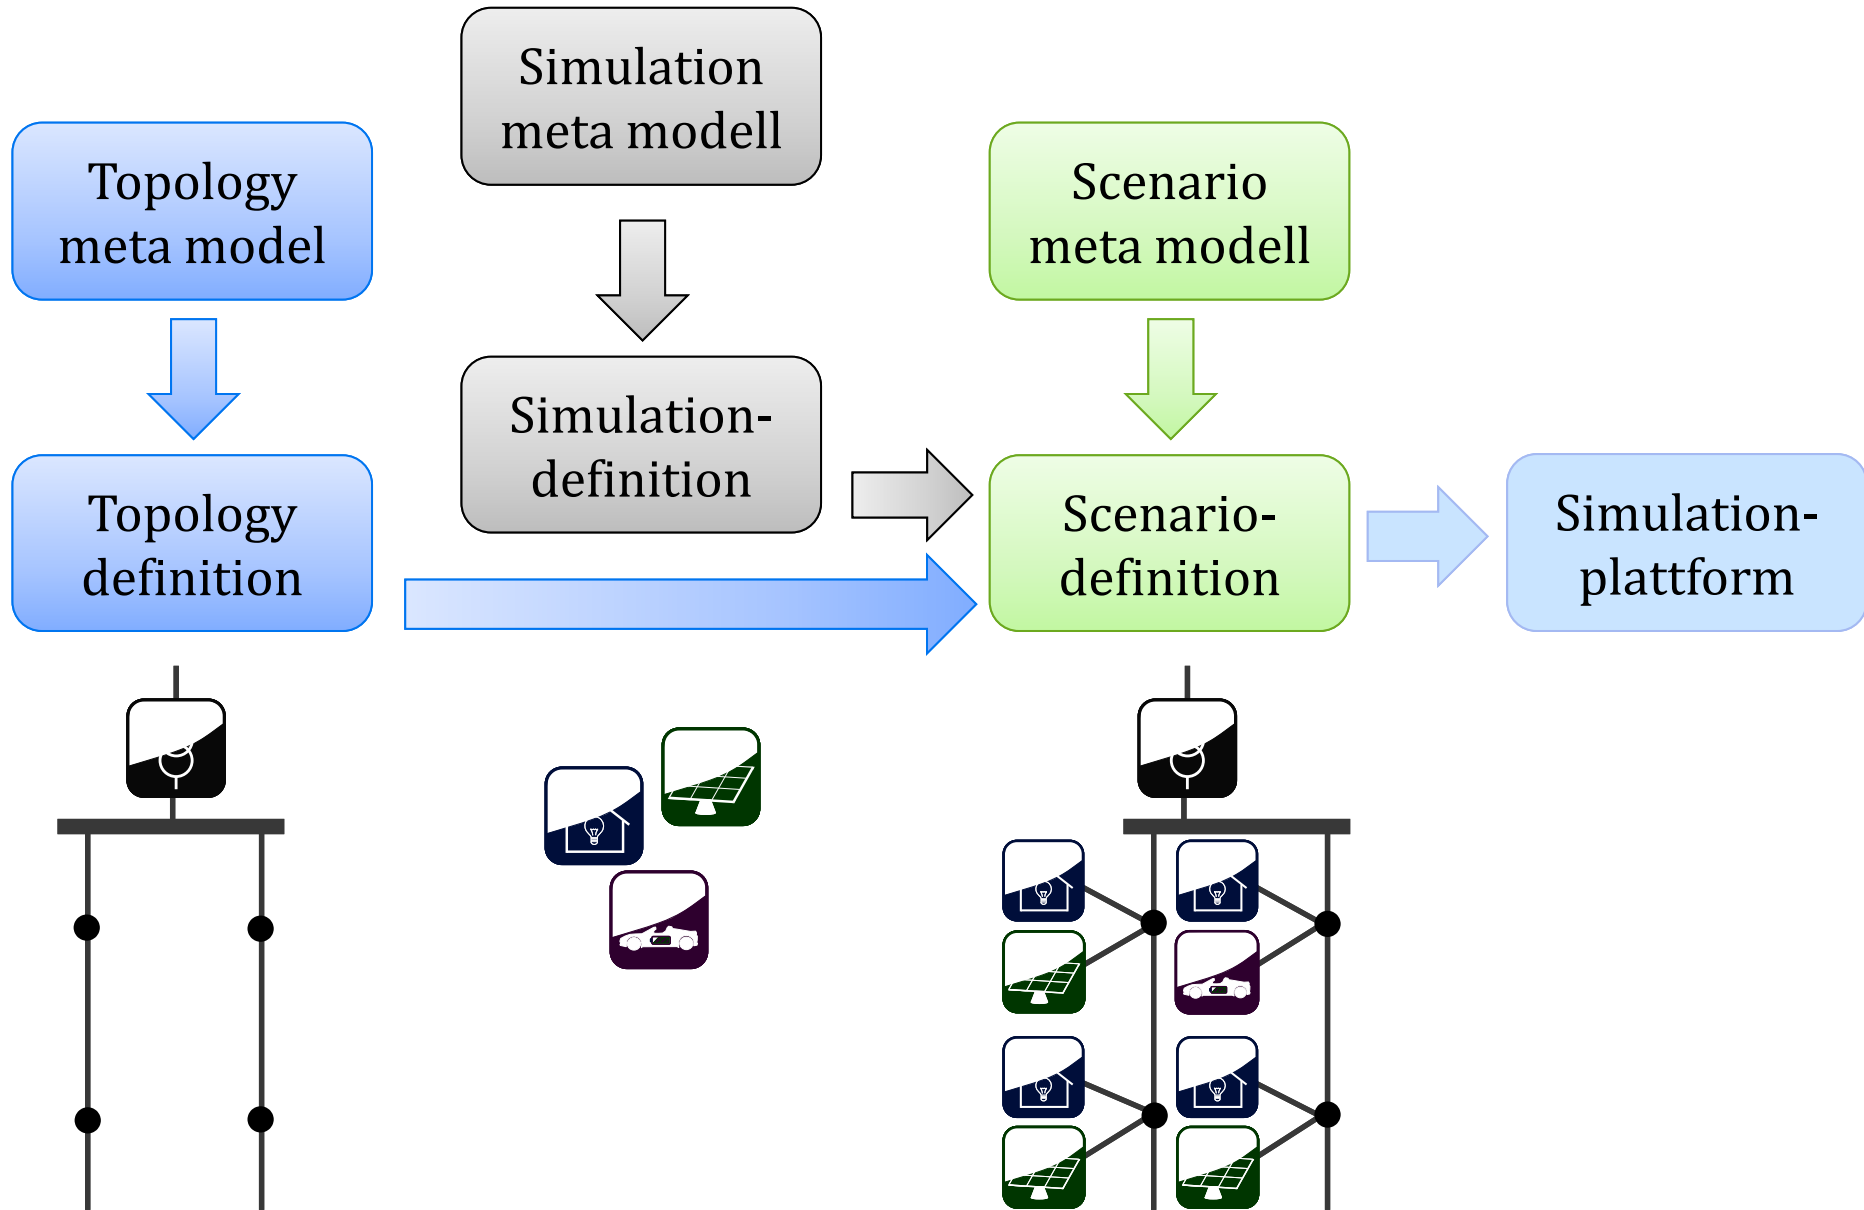 Simulation
meta modell
Topology
meta model
Scenario
meta modell
Simulation-
definition
Topology
definition
Scenario-
definition
Simulation-
plattform